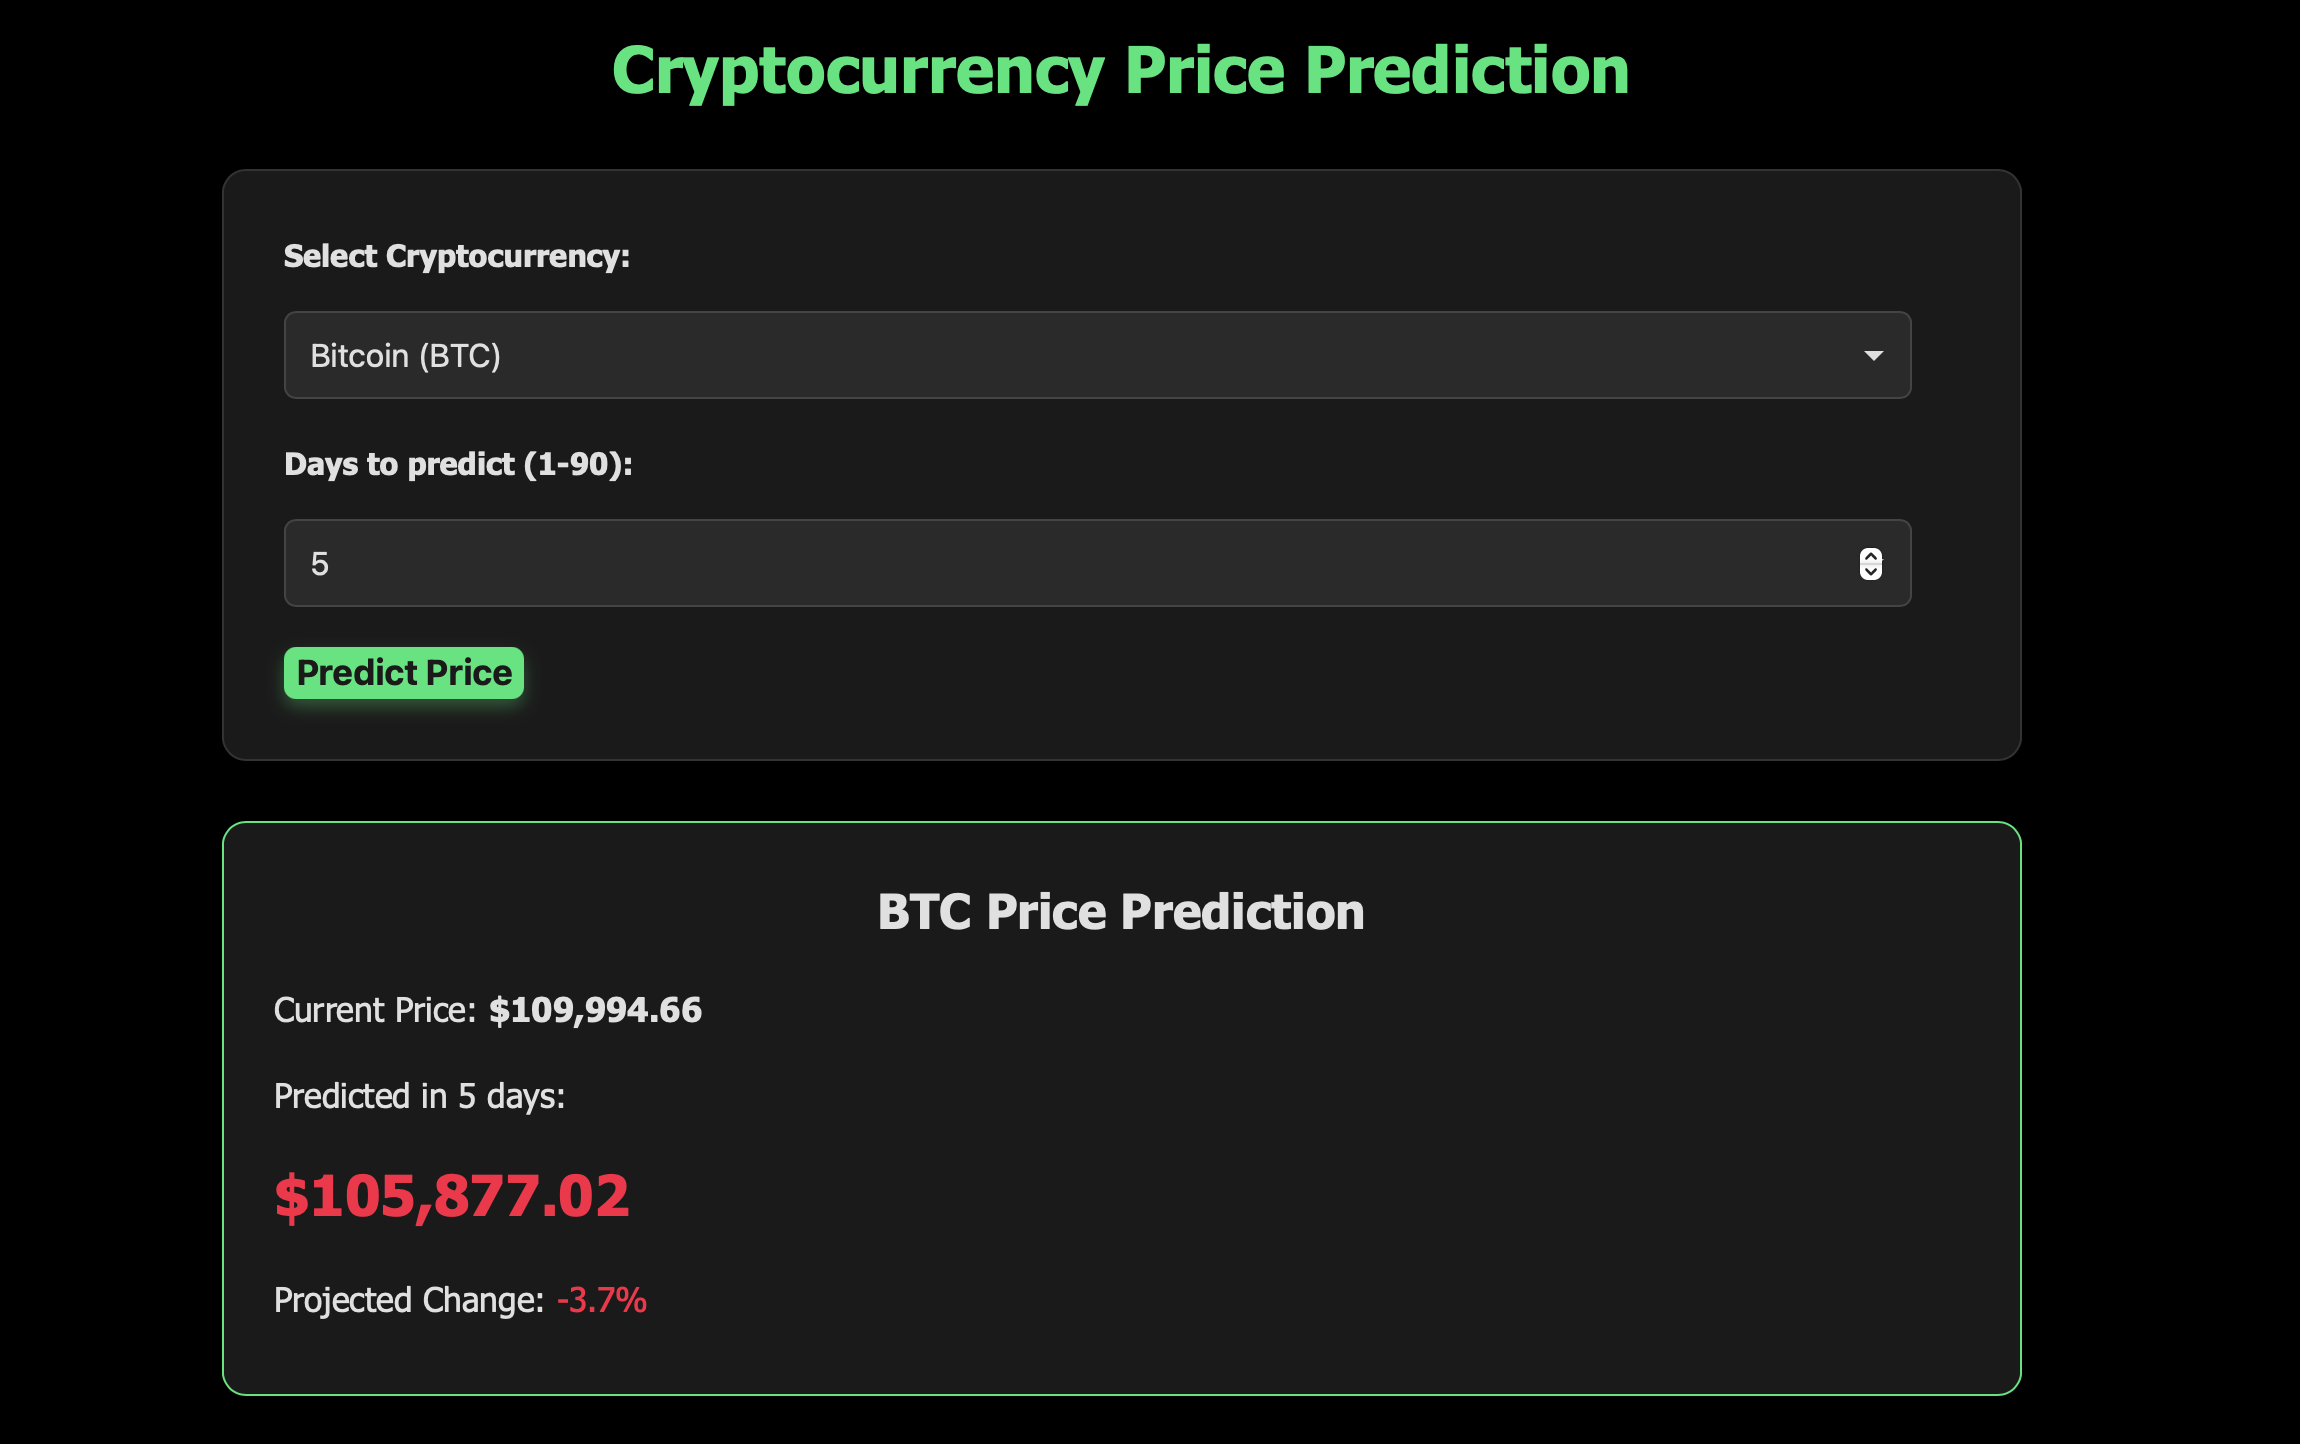 Cryptocurrency Price Prediction
Select Cryptocurrency:
Bitcoin (BTC)
Days to predict (1-90):
5
Predict Price
BTC Price Prediction
Current Price: $109,994.66
Predicted in 5 days:
$105,877.02
Projected Change: -3.7%